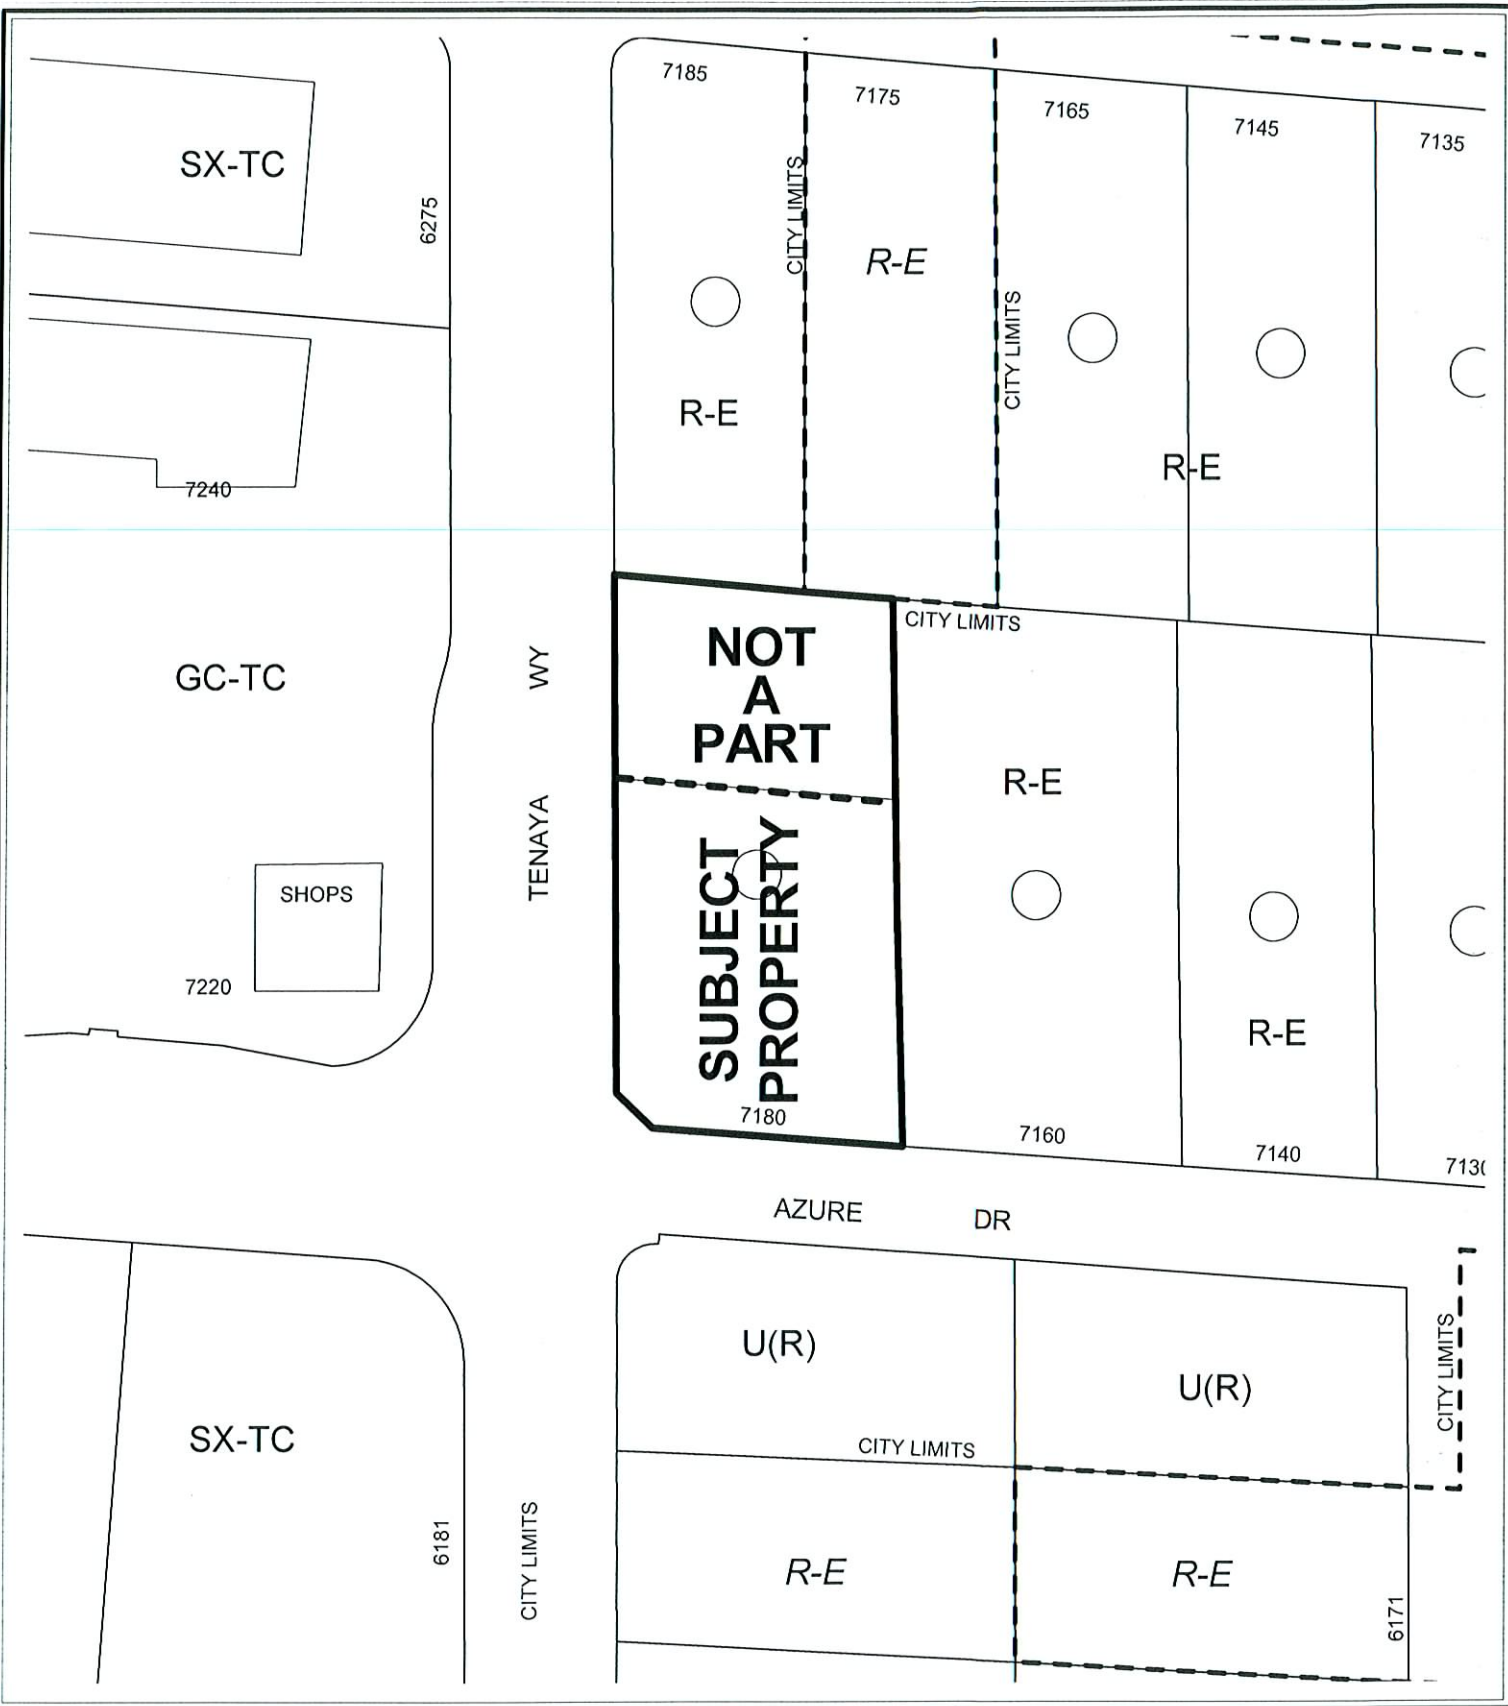 7185
7175
7165
7145
7135
SX-TC
6275
CITY LIMITS
R-E
CITY LIMITS
R-E
R-E
7240
NOT
A
PART
CITY LIMITS
GC-TC
TENAYA WY
R-E
SUBJECT
PROPERTY
SHOPS
7220
R-E
7180
7160
7140
7130
AZURE DR
U(R)
U(R)
CITY LIMITS
SX-TC
CITY LIMITS
6181
CITY LIMITS
R-E
R-E
6171